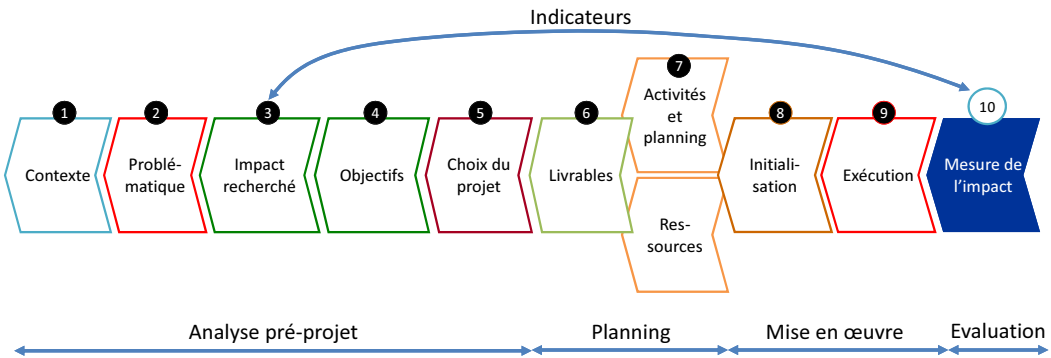 Indicateurs
1
Contexte
2
Problé-
matique
3
Impact
recherché
4
Objectifs
5
Choix du
projet
6
Livrables
7
Activités
et
planning
Res-
sources
8
Initiali-
sation
9
Exécution
10
Mesure de
l’impact
Analyse pré-projet
Planning
Mise en œuvre
Evaluation